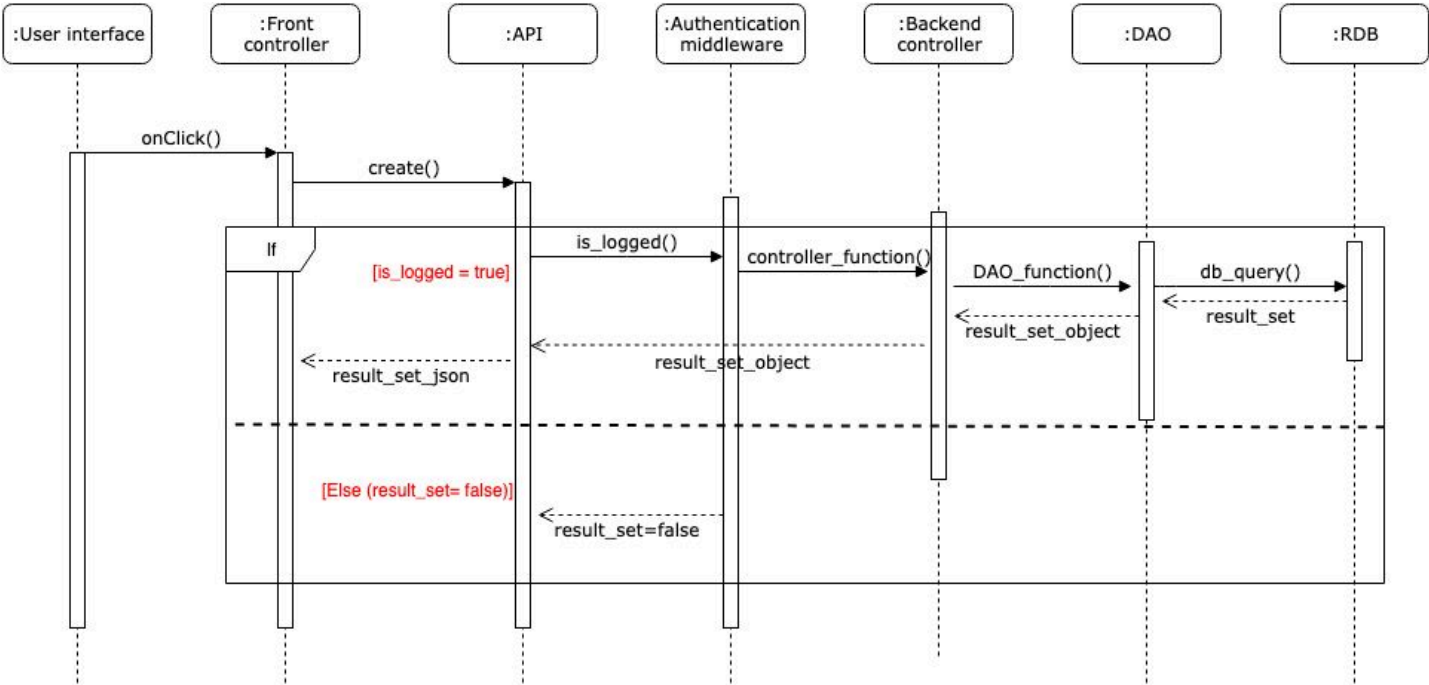 :User interface
:Front
controller
:API
:Authentication
middleware
:Backend
controller
:DAO
:RDB
onClick()
create()
If
is_logged()
[is_logged = true]
controller_function()
DAO_function()
db_query()
result_set
result_set_object
result_set_object
result_set_json
[Else (result_set= false)]
result_set=false